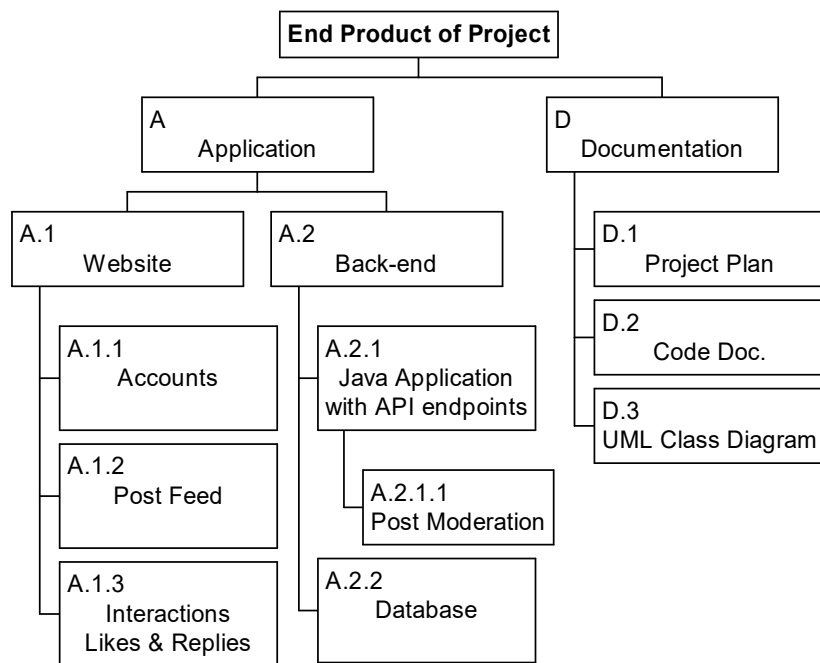 End Product of Project
A
Application
D
Documentation
A.1
Website
A.2
Back-end
A.1.1
Accounts
A.1.2
Post Feed
A.1.3
Interactions
Likes & Replies
A.2.1
Java Application
with API endpoints
A.2.1.1
Post Moderation
A.2.2
Database
D.1
Project Plan
D.2
Code Doc.
D.3
UML Class Diagram